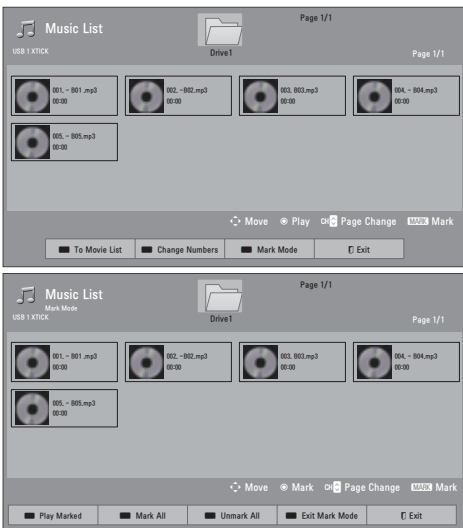 Page 1/1
Music List
USB 1 XTICK
Drive1
Page 1/1
001. - B01 .mp3
00:00
002. -B02.mp3
00:00
003. B03.mp3
00:00
004. - B04.mp3
00:00
005. - B05.mp3
00:00
Move Play CH Page Change MARK Mark
To Movie List Change Numbers Mark Mode Exit
Page 1/1
Music List
Mark Mode
USB 1 XTICK
Drive1
Page 1/1
001. - B01 .mp3
00:00
002. -B02.mp3
00:00
003. B03.mp3
00:00
004. - B04.mp3
00:00
005. - B05.mp3
00:00
Move Mark CH Page Change MARK Mark
Play Marked Mark All Unmark All Exit Mark Mode Exit